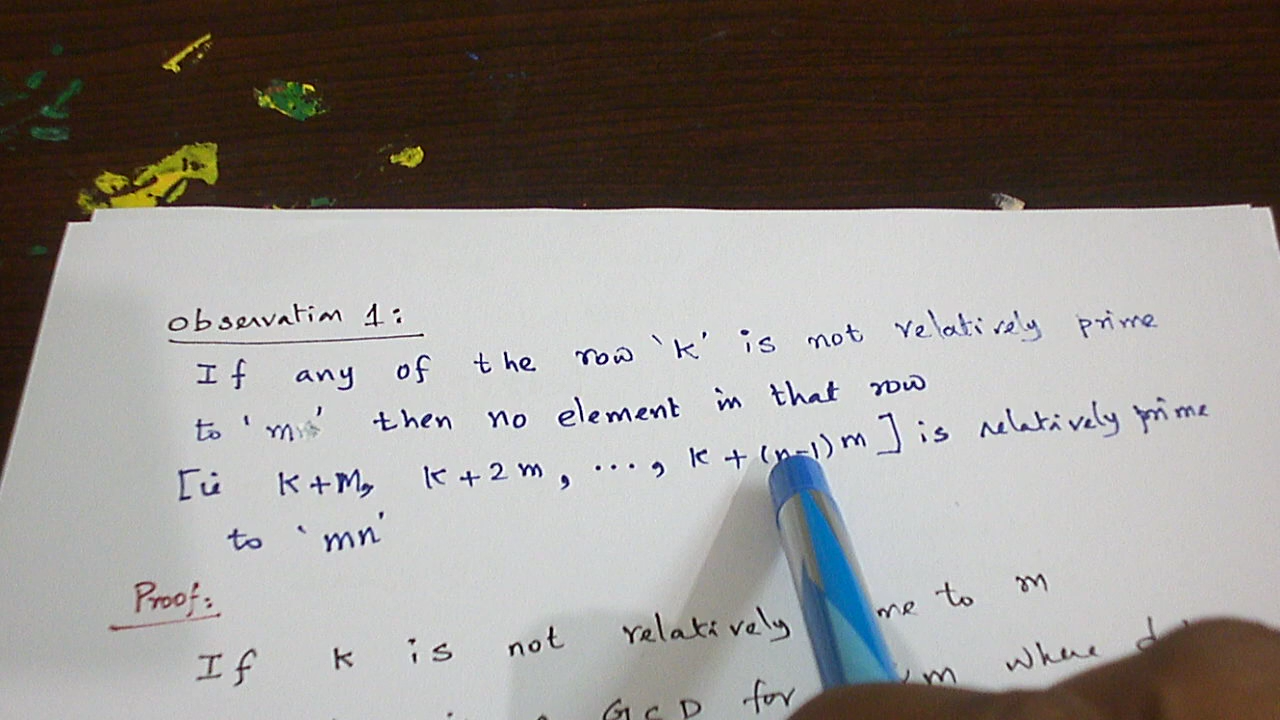 observation 1:
If any of the row 'K' is not relatively prime
to 'm' then no element in that row
[ie K+M, K+2m, ..., K+(n-1)m] is relatively prime
to 'mn'
Proof:
If K is not relatively me to m
GCD for m where